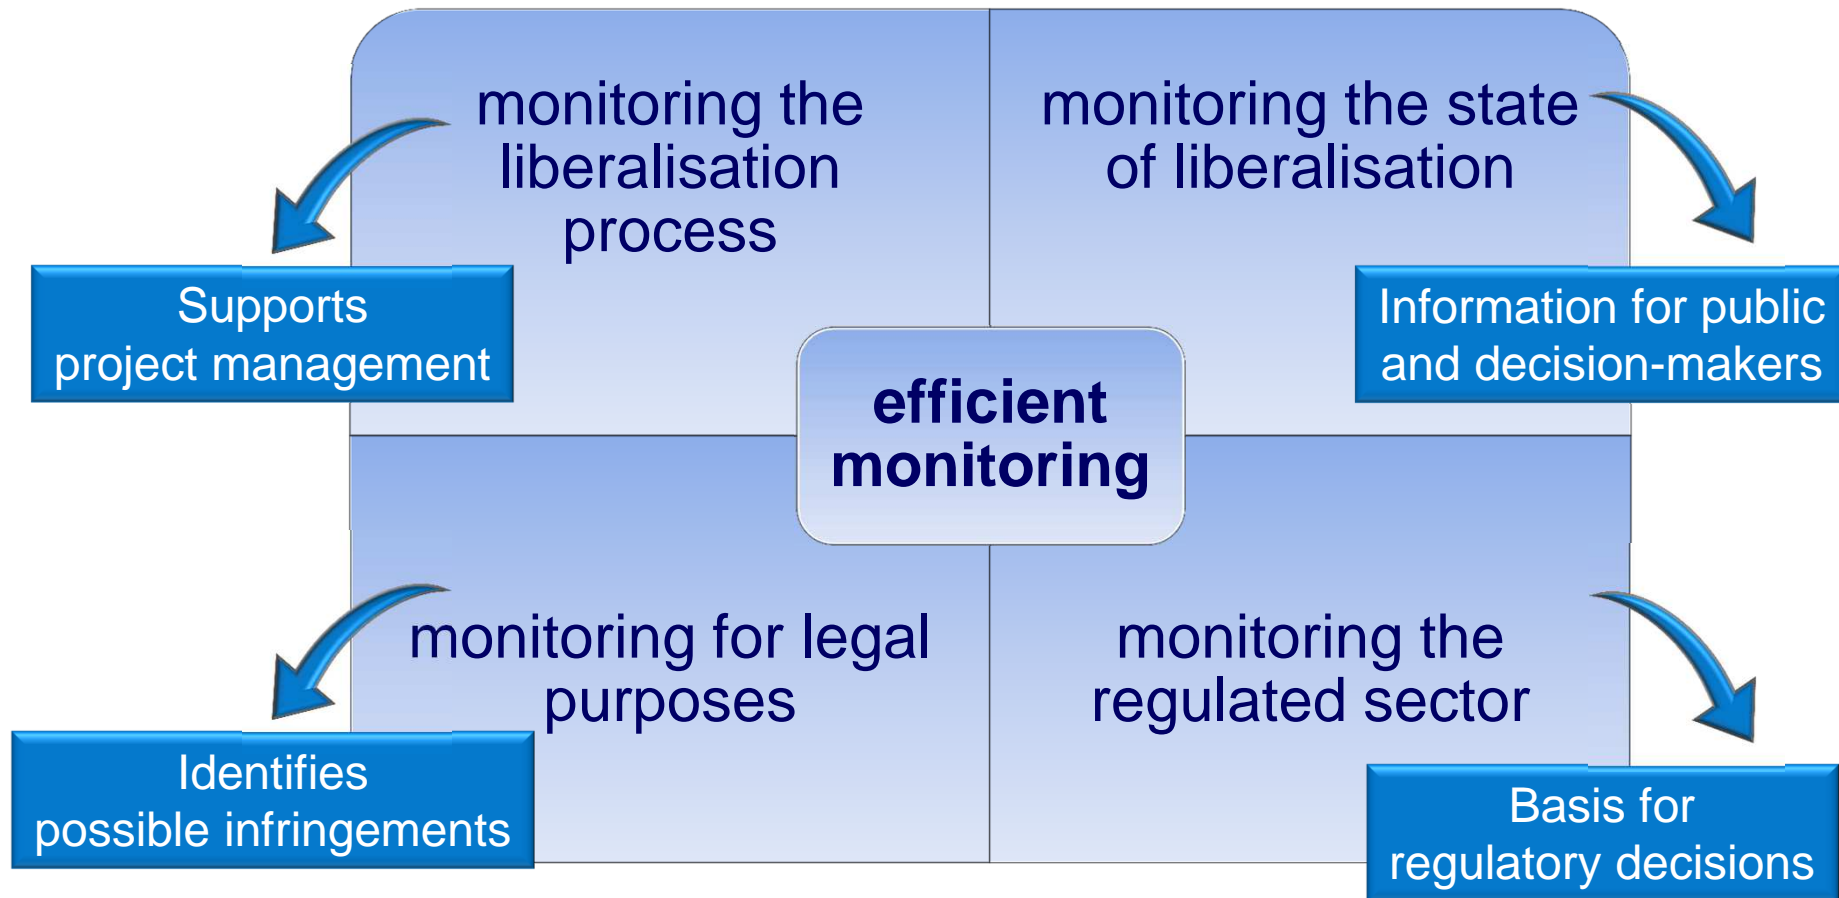 monitoring the
liberalisation
process
monitoring the state
of liberalisation
Supports
project management
Information for public
and decision-makers
efficient
monitoring
monitoring for legal
purposes
monitoring the
regulated sector
Identifies
possible infringements
Basis for
regulatory decisions